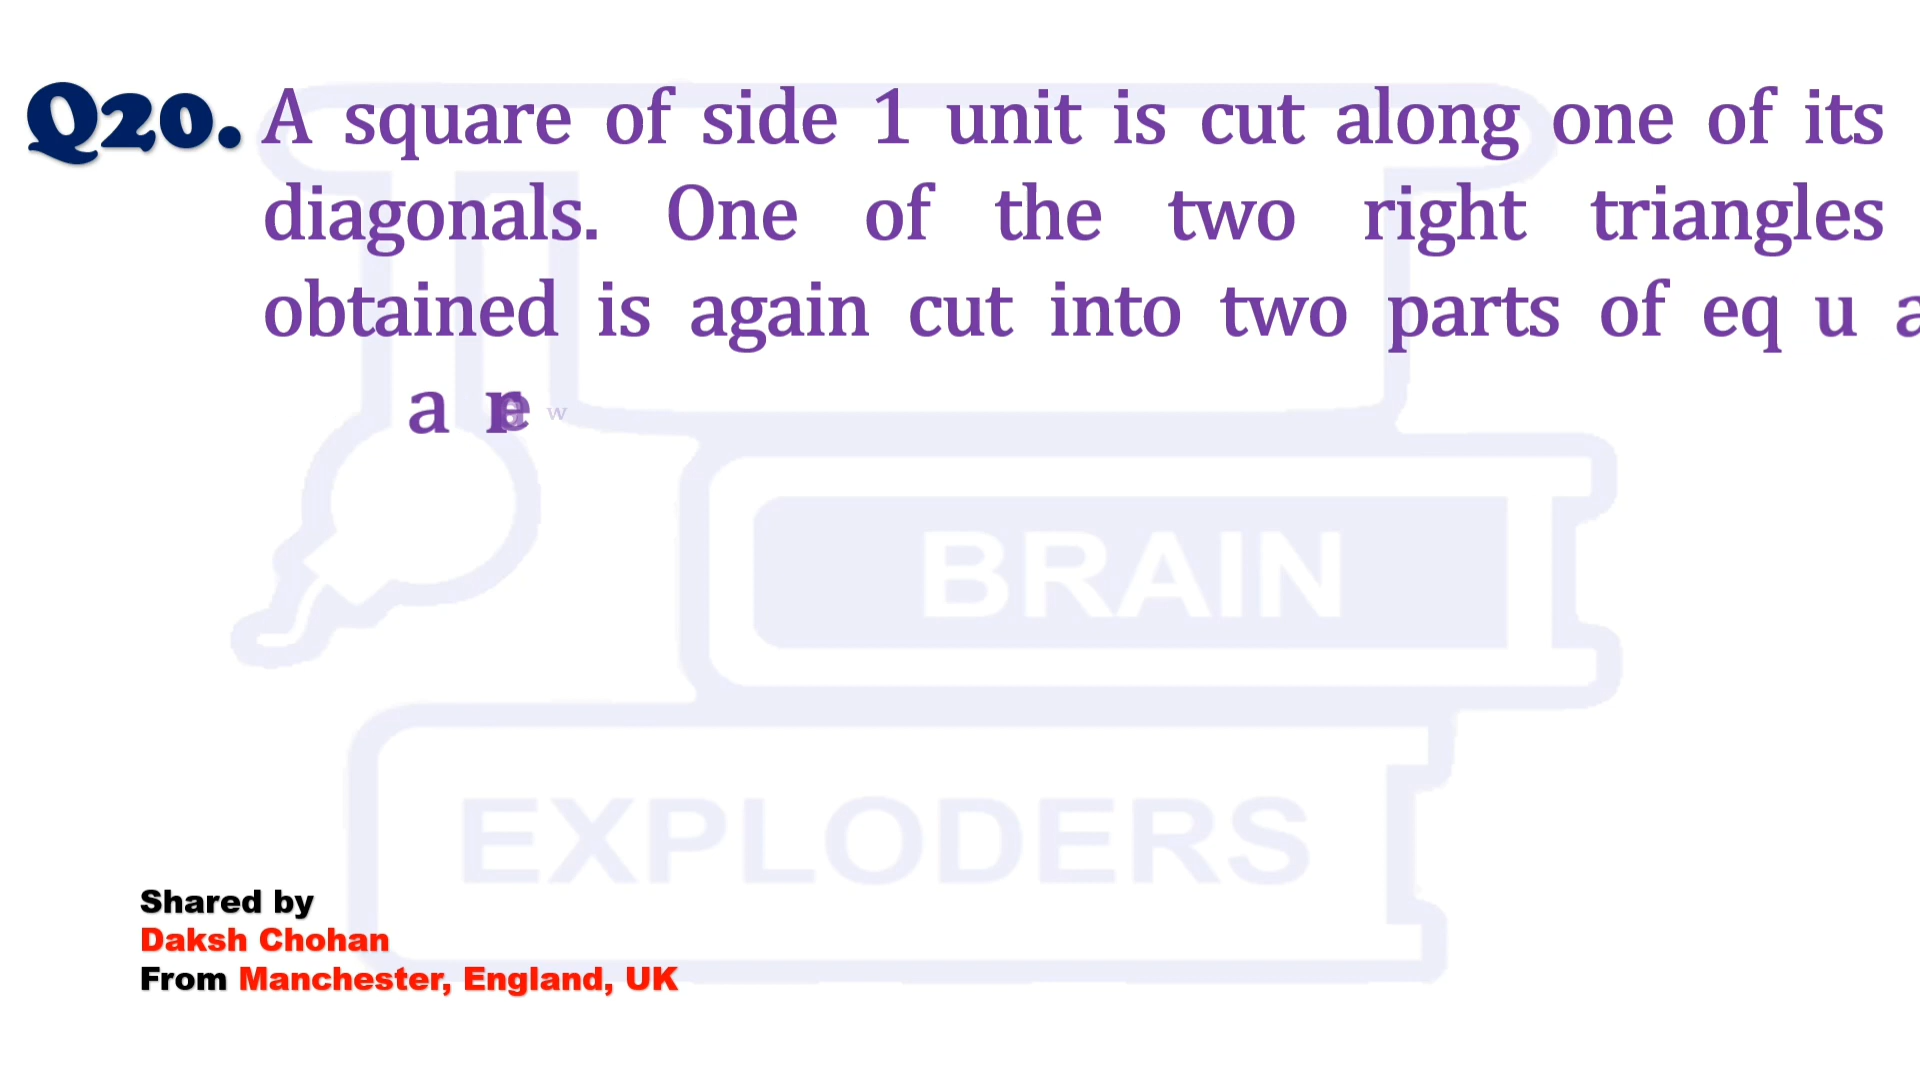 Q20. A square of side 1 unit is cut along one of its
diagonals. One of the two right triangles
obtained is again cut into two parts of eq u a
a r
BRAIN
EXPLODERS
Shared by
Daksh Chohan
From Manchester, England, UK